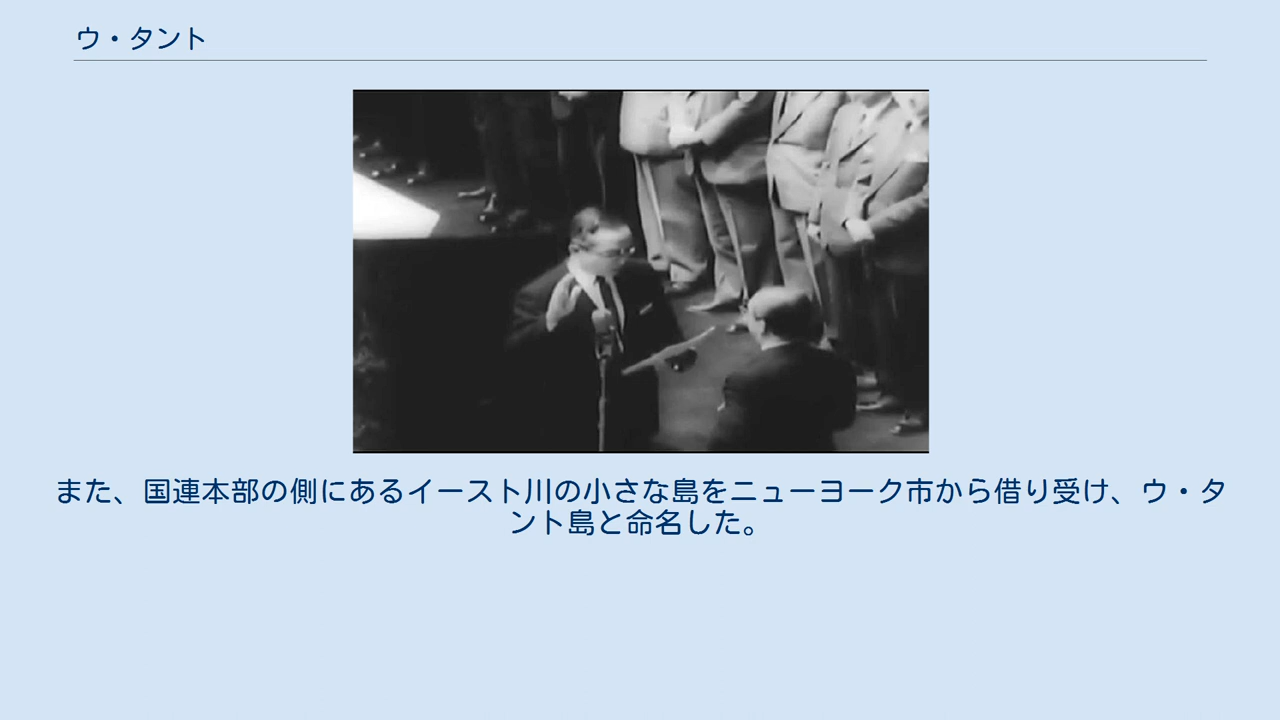 ウ・タント
また、国連本部の側にあるイースト川の小さな島をニューヨーク市から借り受け、ウ・タ
ント島と命名した。